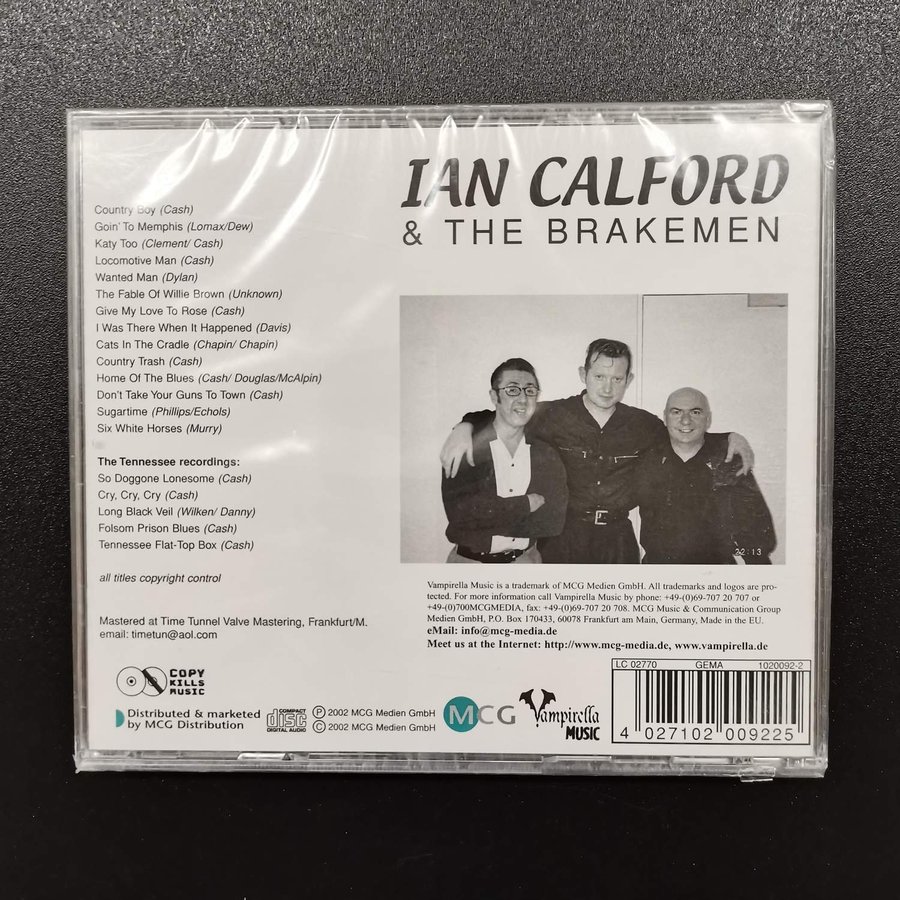 IAN CALFORD
& THE BRAKEMEN
Country Boy (Cash)
Goin' To Memphis (Lomax/Dew)
Katy Too (Clement/ Cash)
Locomotive Man (Cash)
Wanted Man (Dylan)
The Fable Of Willie Brown (Unknown)
Give My Love To Rose (Cash)
I Was There When It Happened (Davis)
Cats In The Cradle (Chapin/ Chapin)
Country Trash (Cash)
Home Of The Blues (Cash/ Douglas/McAlpin)
Don't Take Your Guns To Town (Cash)
Sugartime (Phillips/Echols)
Six White Horses (Murry)
The Tennessee recordings:
So Doggone Lonesome (Cash)
Cry, Cry, Cry (Cash)
Long Black Veil (Wilken/ Danny)
Folsom Prison Blues (Cash)
Tennessee Flat-Top Box (Cash)
all titles copyright control
Mastered at Time Tunnel Valve Mastering, Frankfurt/M.
email: timetun@aol.com
22:13
Vampirella Music is a trademark of MCG Medien GmbH. All trademarks and logos are pro-
tected. For more information call Vampirella Music by phone: +49-(0)69-707 20 707 or
+49-(0)700MCGMEDIA, fax: +49-(0)69-707 20 708. MCG Music & Communication Group
Medien GmbH, P.O. Box 170433, 60078 Frankfurt am Main, Germany, Made in the EU.
eMail: info@mcg-media.de
Meet us at the Internet: http://www.mcg-media.de, www.vampirella.de
COPY
KILLS
MUSIC
Distributed & marketed
by MCG Distribution
COMPACT
disc
DIGITAL AUDIO
Ⓟ 2002 MCG Medien GmbH
© 2002 MCG Medien GmbH
MCG
Vampirella
MUSIC
LC 02770 GEMA 1020092-2
4 027102 009225